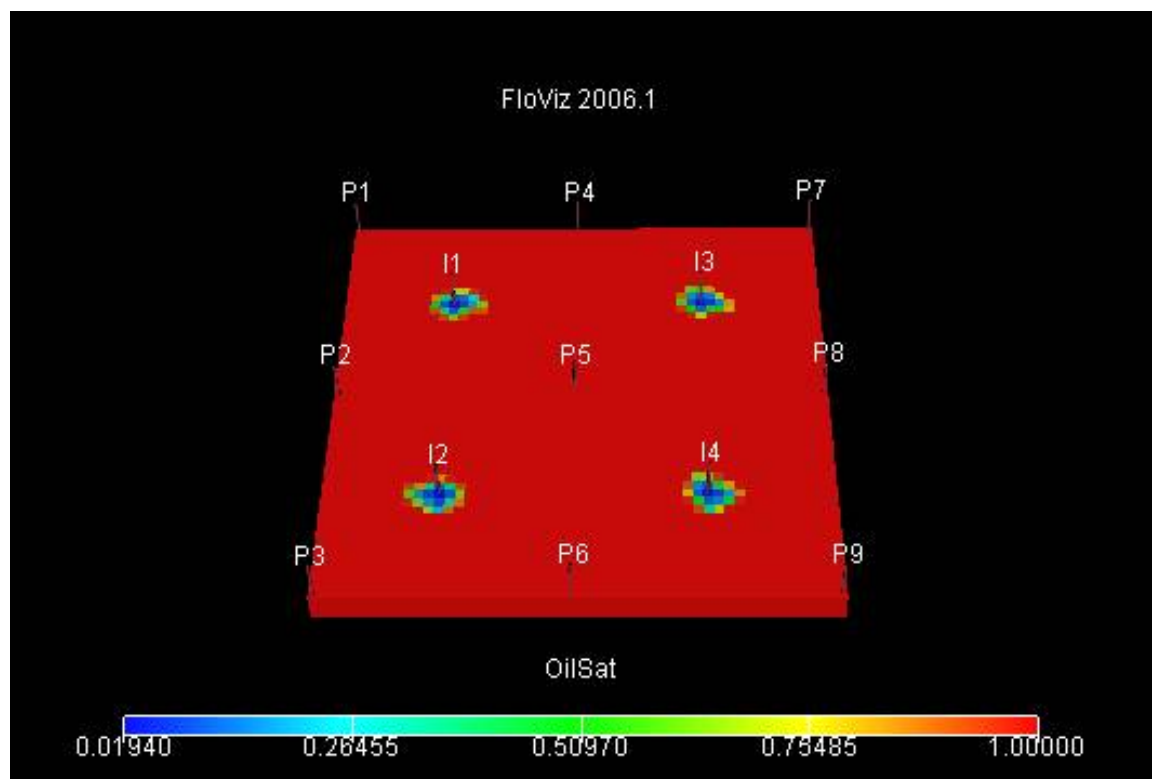 FloViz 2006.1
P1 P4 P7
I1 I3
P2 P5 P8
I2 I4
P3 P6 P9
OilSat
0.01940 0.26455 0.50970 0.75485 1.00000